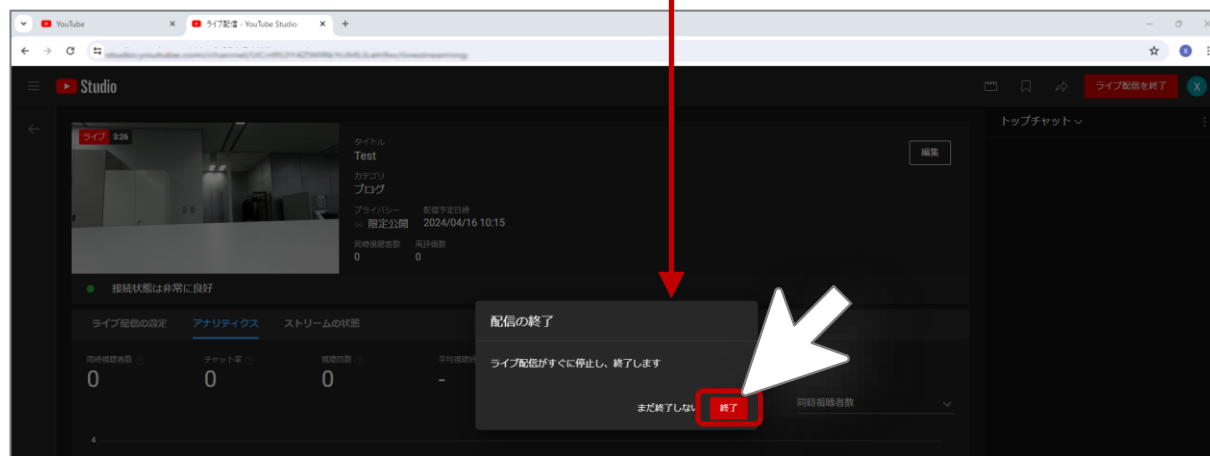 YouTube
ライブ配信 - YouTube Studio
Studio
ライブ配信を終了
X
X
トップチャット
ライブ 3:26
タイトル
Test
編集
カテゴリ
ブログ
プライバシー 配信予定日時
限定公開 2024/04/16 10:15
同時視聴者数 高評価数
0 0
接続状態は非常に良好
ライブ配信の設定 アナリティクス ストリームの状態
同時視聴者数 チャット率 視聴回数 平均視聴時
0 0 0 -
配信の終了
ライブ配信がすぐに停止し、終了します
まだ終了しない 終了
同時視聴者数
4